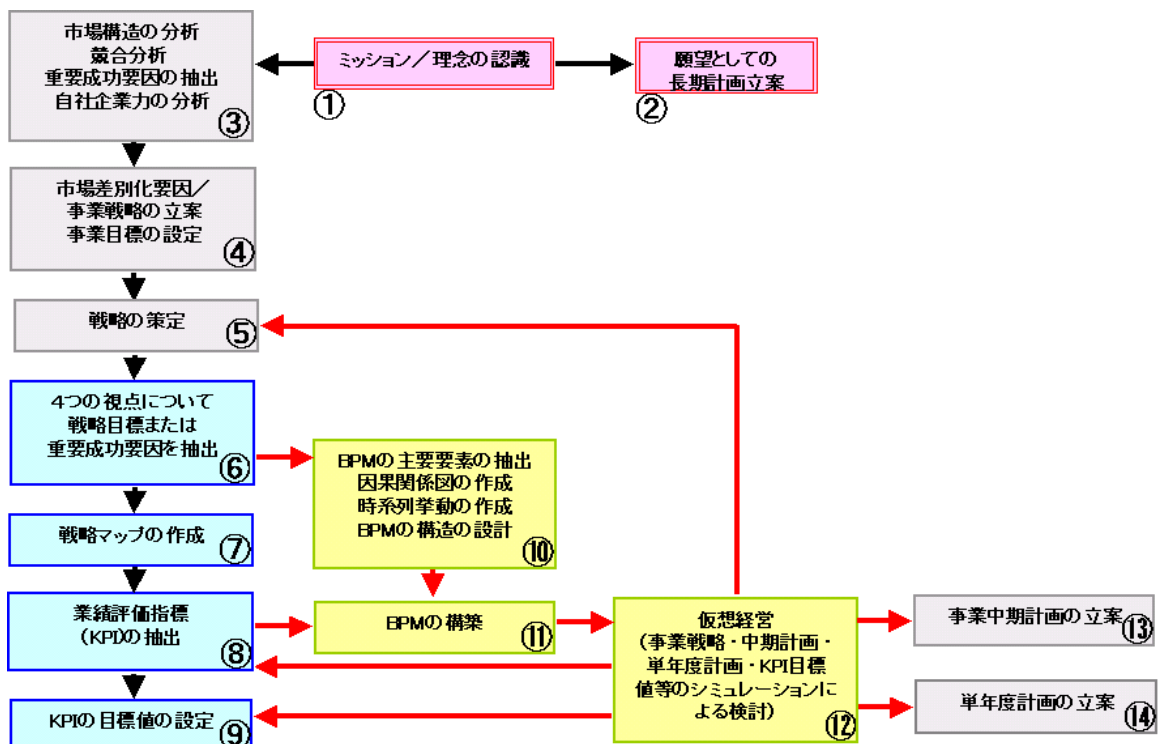 市場構造の分析
競合分析
重要成功要因の抽出
自社企業力の分析
③
ミッション／理念の認識
①
願望としての
長期計画立案
②
市場差別化要因／
事業戦略の立案
事業目標の設定
④
戦略の策定
⑤
4つの視点について
戦略目標または
重要成功要因を抽出
⑥
BPMの主要要素の抽出
因果関係図の作成
時系列挙動の作成
BPMの構造の設計
⑩
戦略マップの作成
⑦
業績評価指標
(KPI)の抽出
⑧
BPMの構築
⑪
仮想経営
(事業戦略・中期計画・
単年度計画・KPI目標
値等のシミュレーションに
よる検討)
⑫
事業中期計画の立案
⑬
KPIの目標値の設定
⑨
単年度計画の立案
⑭